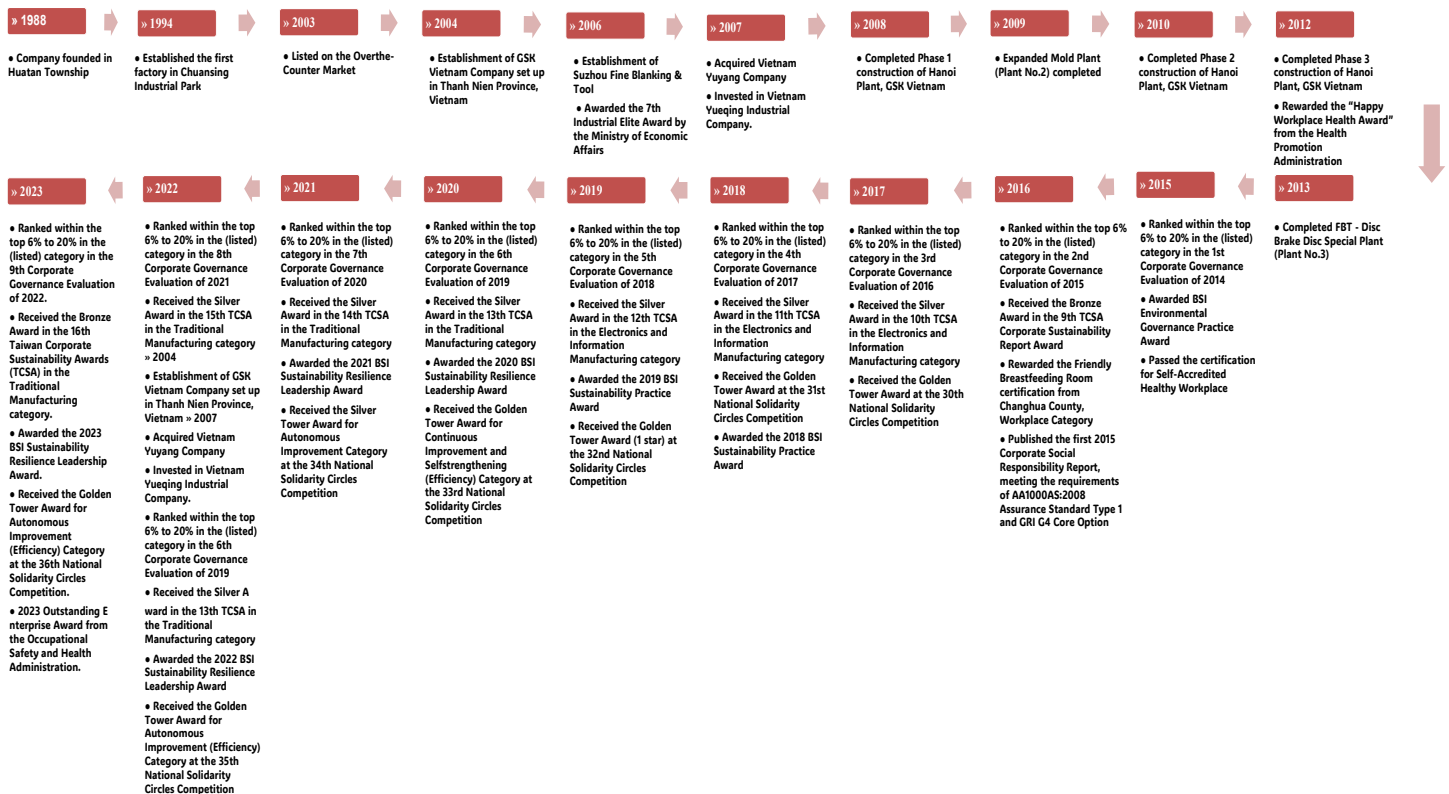 » 1988
• Company founded in
Huatan Township
» 1994
• Established the first
factory in Chuansing
Industrial Park
» 2003
• Listed on the Overthe-
Counter Market
» 2004
• Establishment of GSK
Vietnam Company set up
in Thanh Nien Province,
Vietnam
» 2006
• Establishment of
Suzhou Fine Blanking &
Tool
• Awarded the 7th
Industrial Elite Award by
the Ministry of Economic
Affairs
» 2007
• Acquired Vietnam
Yuyang Company
• Invested in Vietnam
Yueqing Industrial
Company.
» 2008
• Completed Phase 1
construction of Hanoi
Plant, GSK Vietnam
» 2009
• Expanded Mold Plant
(Plant No.2) completed
» 2010
• Completed Phase 2
construction of Hanoi
Plant, GSK Vietnam
» 2012
• Completed Phase 3
construction of Hanoi
Plant, GSK Vietnam
• Rewarded the “Happy
Workplace Health Award”
from the Health
Promotion
Administration
» 2013
• Completed FBT - Disc
Brake Disc Special Plant
(Plant No.3)
» 2015
• Ranked within the top
6% to 20% in the (listed)
category in the 1st
Corporate Governance
Evaluation of 2014
• Awarded BSI
Environmental
Governance Practice
Award
• Passed the certification
for Self-Accredited
Healthy Workplace
» 2016
• Ranked within the top 6%
to 20% in the (listed)
category in the 2nd
Corporate Governance
Evaluation of 2015
• Received the Bronze
Award in the 9th TCSA
Corporate Sustainability
Report Award
• Rewarded the Friendly
Breastfeeding Room
certification from
Changhua County,
Workplace Category
• Published the first 2015
Corporate Social
Responsibility Report,
meeting the requirements
of AA1000AS:2008
Assurance Standard Type 1
and GRI G4 Core Option
» 2017
• Ranked within the top
6% to 20% in the (listed)
category in the 3rd
Corporate Governance
Evaluation of 2016
• Received the Silver
Award in the 10th TCSA
in the Electronics and
Information
Manufacturing category
• Received the Golden
Tower Award at the 30th
National Solidarity
Circles Competition
» 2018
• Ranked within the top
6% to 20% in the (listed)
category in the 4th
Corporate Governance
Evaluation of 2017
• Received the Silver
Award in the 11th TCSA
in the Electronics and
Information
Manufacturing category
• Received the Golden
Tower Award at the 31st
National Solidarity
Circles Competition
• Awarded the 2018 BSI
Sustainability Practice
Award
» 2019
• Ranked within the top
6% to 20% in the (listed)
category in the 5th
Corporate Governance
Evaluation of 2018
• Received the Silver
Award in the 12th TCSA
in the Electronics and
Information
Manufacturing category
• Awarded the 2019 BSI
Sustainability Practice
Award
• Received the Golden
Tower Award (1 star) at
the 32nd National
Solidarity Circles
Competition
» 2020
• Ranked within the top
6% to 20% in the (listed)
category in the 6th
Corporate Governance
Evaluation of 2019
• Received the Silver
Award in the 13th TCSA
in the Traditional
Manufacturing category
• Awarded the 2020 BSI
Sustainability Resilience
Leadership Award
• Received the Golden
Tower Award for
Continuous
Improvement and
Selfstrengthening
(Efficiency) Category at
the 33rd National
Solidarity Circles
Competition
» 2021
• Ranked within the top
6% to 20% in the (listed)
category in the 7th
Corporate Governance
Evaluation of 2020
• Received the Silver
Award in the 14th TCSA
in the Traditional
Manufacturing category
• Awarded the 2021 BSI
Sustainability Resilience
Leadership Award
• Received the Silver
Tower Award for
Autonomous
Improvement Category
at the 34th National
Solidarity Circles
Competition
» 2022
• Ranked within the top
6% to 20% in the (listed)
category in the 8th
Corporate Governance
Evaluation of 2021
• Received the Silver
Award in the 15th TCSA
in the Traditional
Manufacturing category
» 2004
• Establishment of GSK
Vietnam Company set up
in Thanh Nien Province,
Vietnam » 2007
• Acquired Vietnam
Yuyang Company
• Invested in Vietnam
Yueqing Industrial
Company.
• Ranked within the top
6% to 20% in the (listed)
category in the 6th
Corporate Governance
Evaluation of 2019
• Received the Silver A
ward in the 13th TCSA in
the Traditional
Manufacturing category
• Awarded the 2022 BSI
Sustainability Resilience
Leadership Award
• Received the Golden
Tower Award for
Autonomous
Improvement (Efficiency)
Category at the 35th
National Solidarity
Circles Competition
» 2023
• Ranked within the
top 6% to 20% in the
(listed) category in the
9th Corporate
Governance Evaluation
of 2022.
• Received the Bronze
Award in the 16th
Taiwan Corporate
Sustainability Awards
(TCSA) in the
Traditional
Manufacturing
category.
• Awarded the 2023
BSI Sustainability
Resilience Leadership
Award.
• Received the Golden
Tower Award for
Autonomous
Improvement
(Efficiency) Category
at the 36th National
Solidarity Circles
Competition.
• 2023 Outstanding E
nterprise Award from
the Occupational
Safety and Health
Administration.